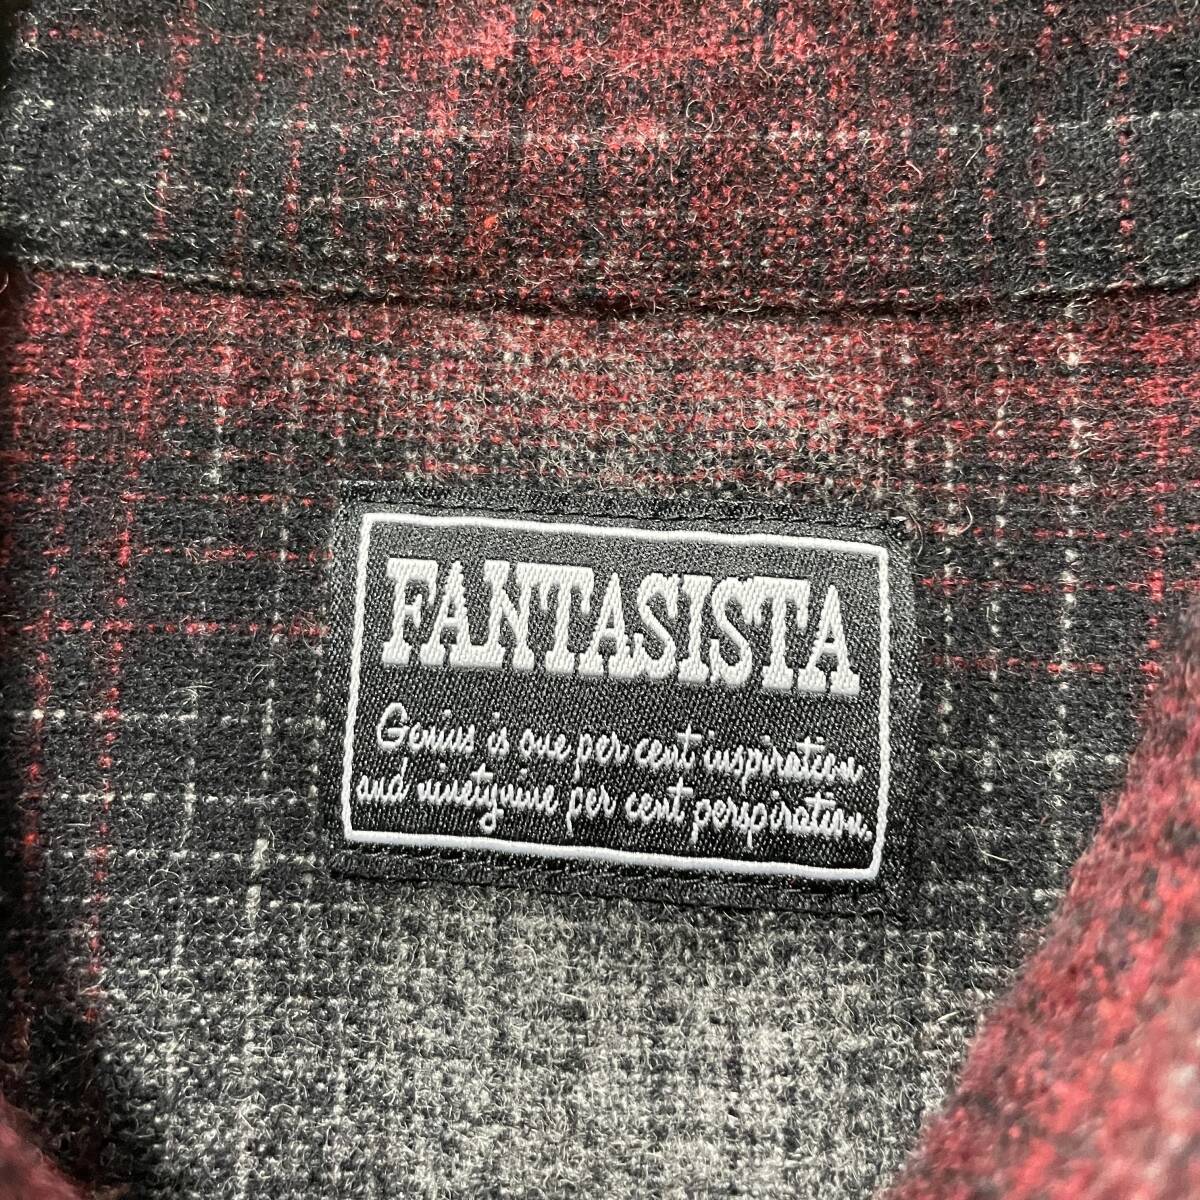 FANTASISTA
Genius is one per cent inspiration
and ninetynine per cent perspiration.